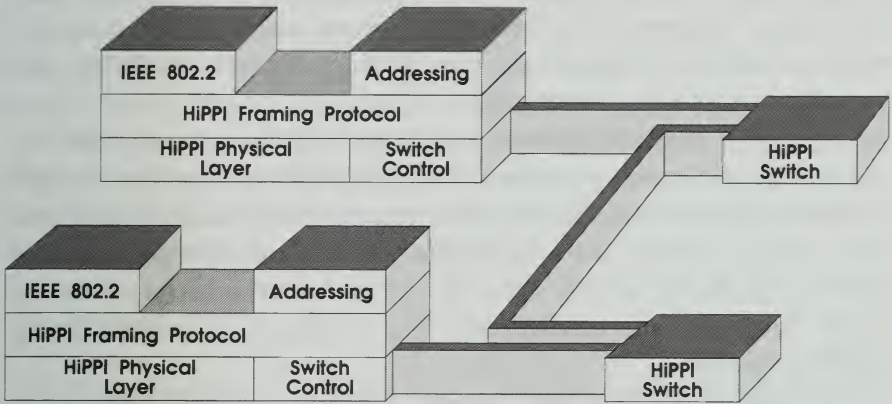 IEEE 802.2
Addressing
HiPPI Framing Protocol
HiPPI Physical
Layer
Switch
Control
HiPPI
Switch
IEEE 802.2
Addressing
HiPPI Framing Protocol
HiPPI Physical
Layer
Switch
Control
HiPPI
Switch